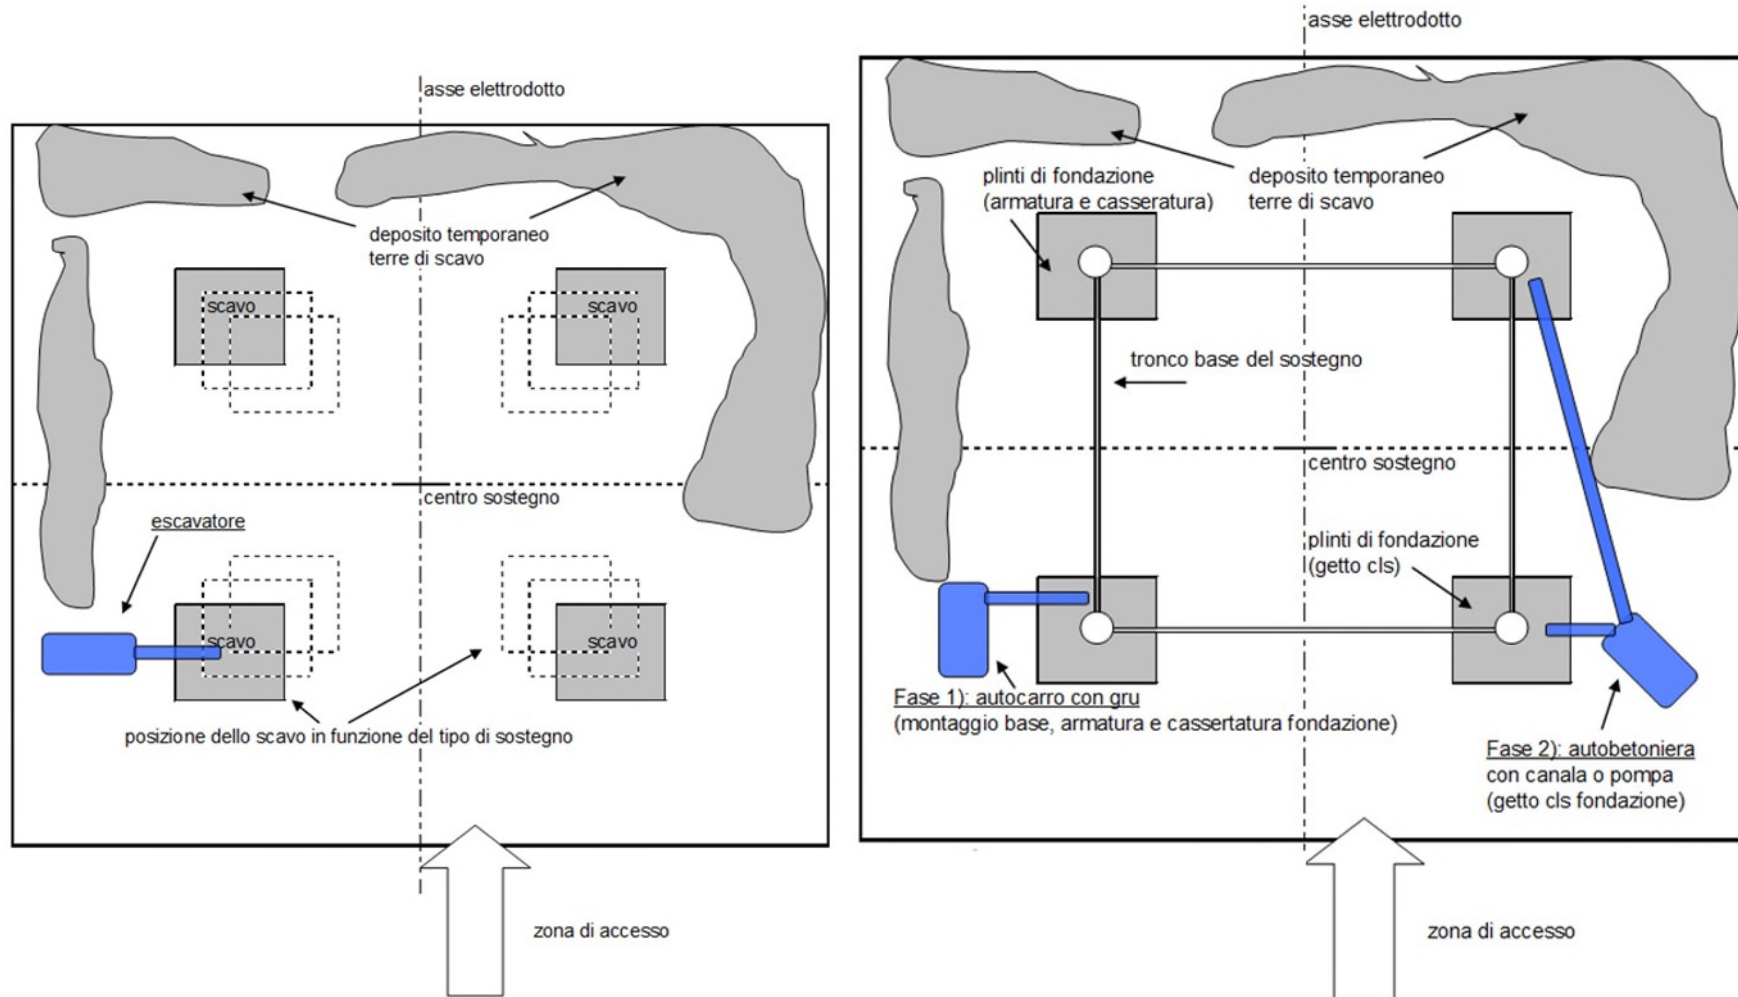 asse elettrodotto
deposito temporaneo
terre di scavo
scavo
scavo
centro sostegno
escavatore
scavo
scavo
posizione dello scavo in funzione del tipo di sostegno
zona di accesso
asse elettrodotto
plinti di fondazione
(armatura e casseratura)
deposito temporaneo
terre di scavo
tronco base del sostegno
centro sostegno
plinti di fondazione
(getto cls)
Fase 1): autocarro con gru
(montaggio base, armatura e cassertatura fondazione)
Fase 2): autobetoniera
con canala o pompa
(getto cls fondazione)
zona di accesso